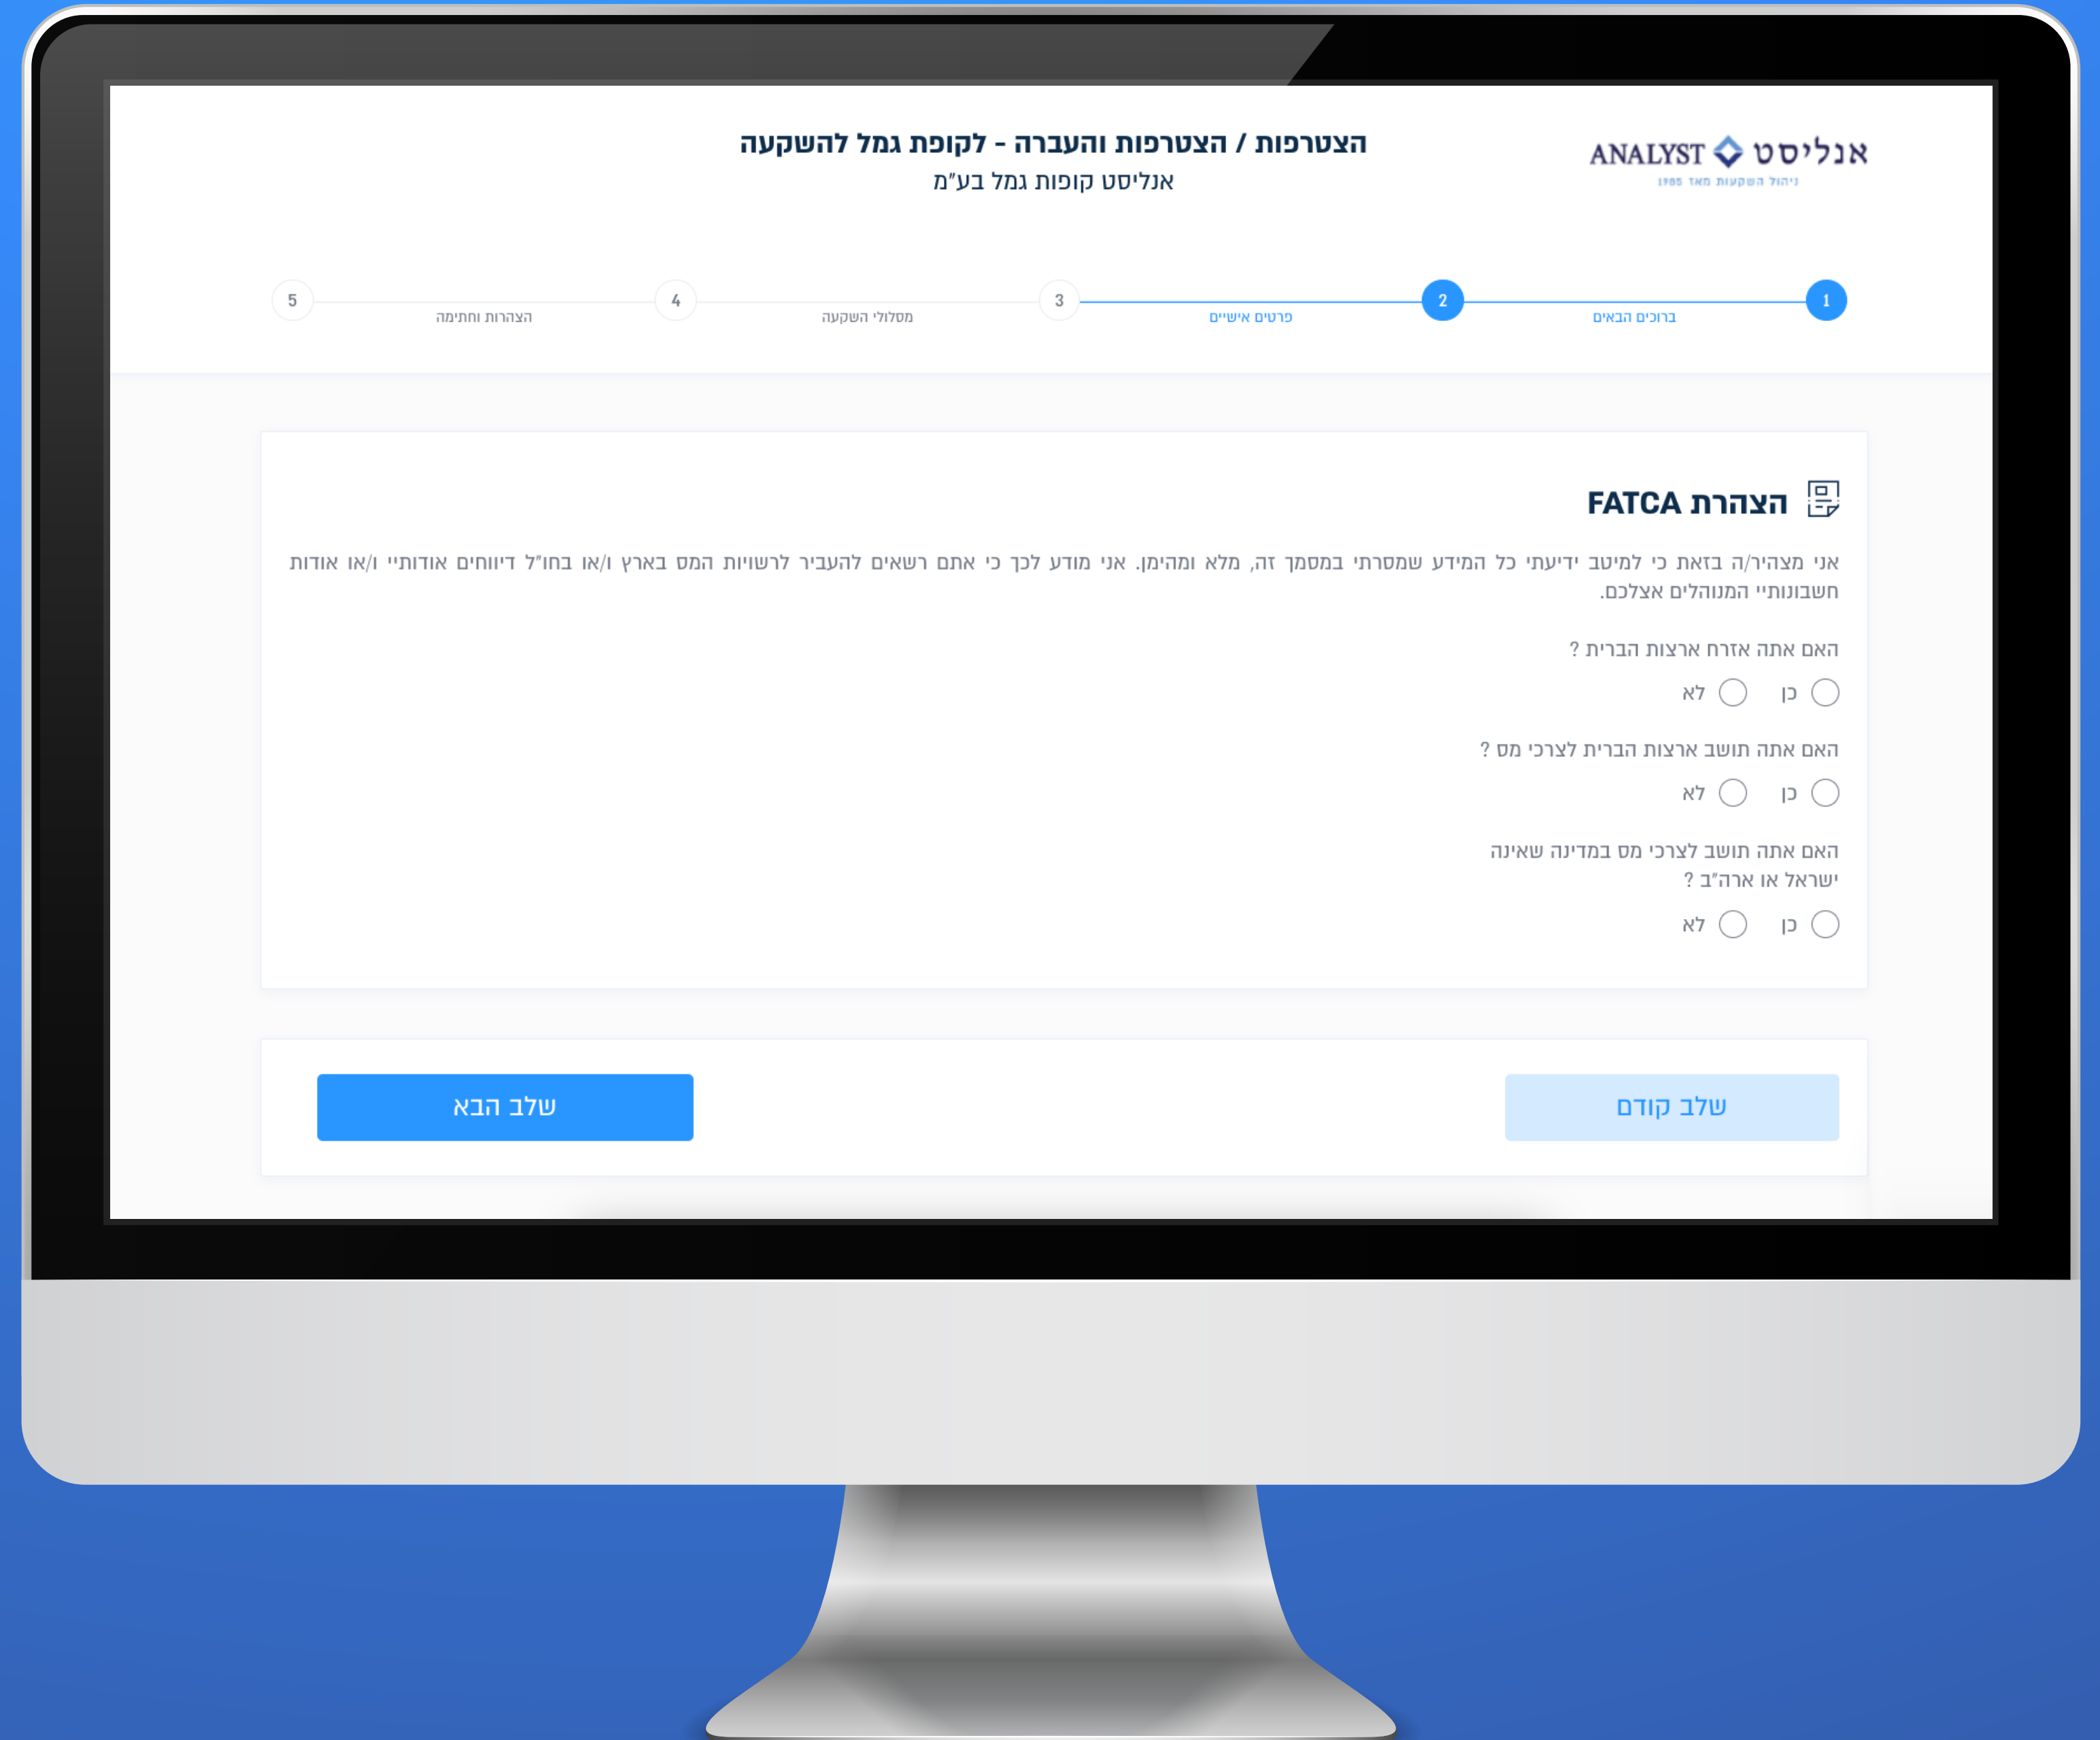 אנליסט ANALYST
ניהול השקעות מאז 1985
הצטרפות / הצטרפות והעברה - לקופת גמל להשקעה
אנליסט קופות גמל בע"מ
1
ברוכים הבאים
2
פרטים אישיים
3
מסלולי השקעה
4
הצהרות וחתימה
5
הצהרת FATCA
אני מצהיר/ה בזאת כי למיטב ידיעתי כל המידע שמסרתי במסמך זה, מלא ומהימן. אני מודע לכך כי אתם רשאים להעביר לרשויות המס בארץ ו/או בחו"ל דיווחים אודותיי ו/או אודות
חשבונותיי המנוהלים אצלכם.
האם אתה אזרח ארצות הברית ?
כן לא
האם אתה תושב ארצות הברית לצרכי מס ?
כן לא
האם אתה תושב לצרכי מס במדינה שאינה
ישראל או ארה"ב ?
כן לא
שלב קודם
שלב הבא